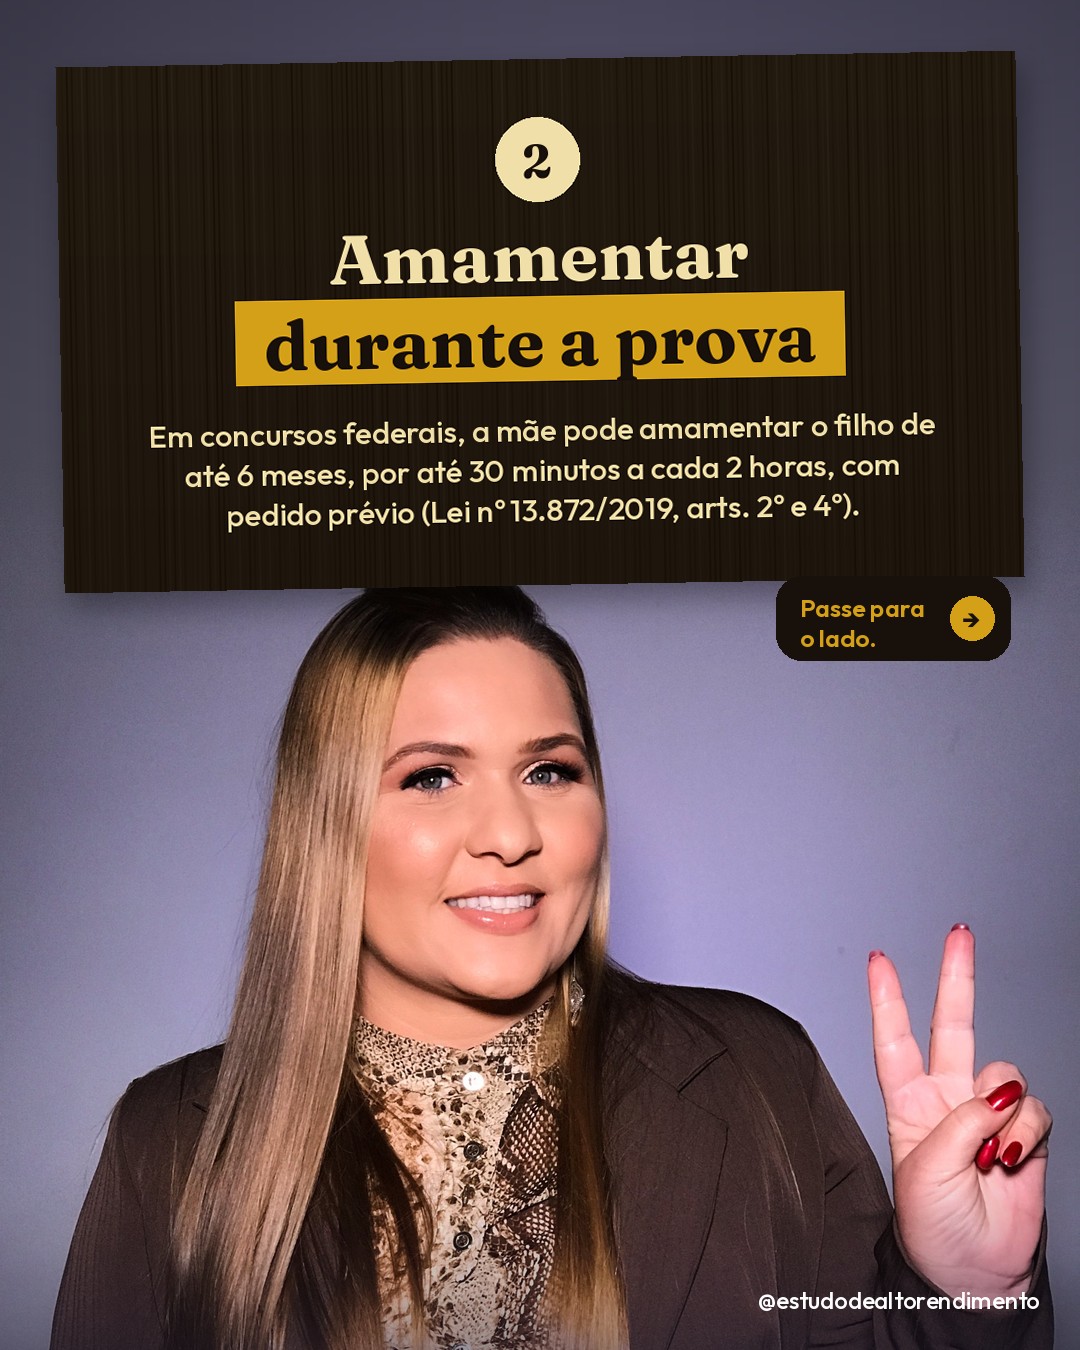 2
Amamentar
durante a prova
Em concursos federais, a mãe pode amamentar o filho de
até 6 meses, por até 30 minutos a cada 2 horas, com
pedido prévio (Lei nº 13.872/2019, arts. 2º e 4º).
Passe para
o lado.
@estudodealtorendimento